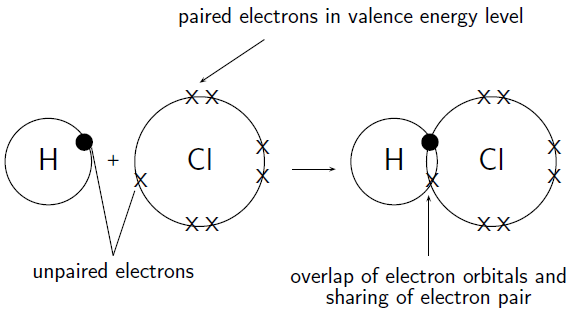 paired electrons in valence energy level
H + Cl H Cl
unpaired electrons
overlap of electron orbitals and
sharing of electron pair